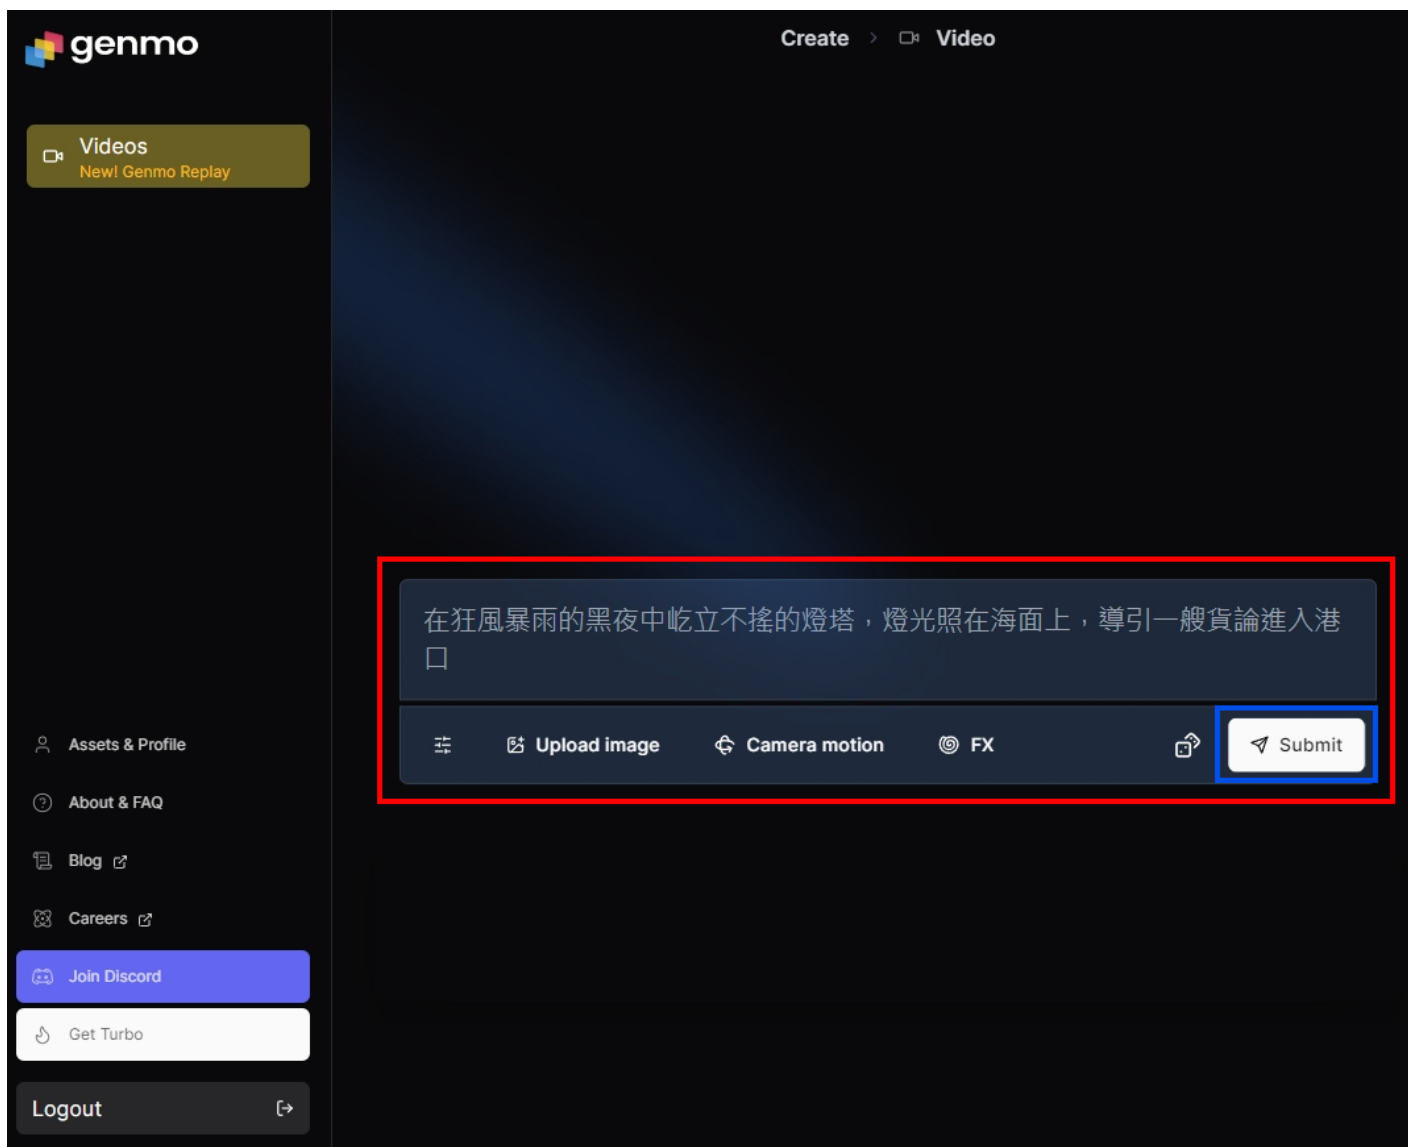 genmo
Create > Video
Videos
New! Genmo Replay
在狂風暴雨的黑夜中屹立不搖的燈塔，燈光照在海面上，導引一艘貨論進入港
口
Upload image Camera motion FX Submit
Assets & Profile
About & FAQ
Blog
Careers
Join Discord
Get Turbo
Logout